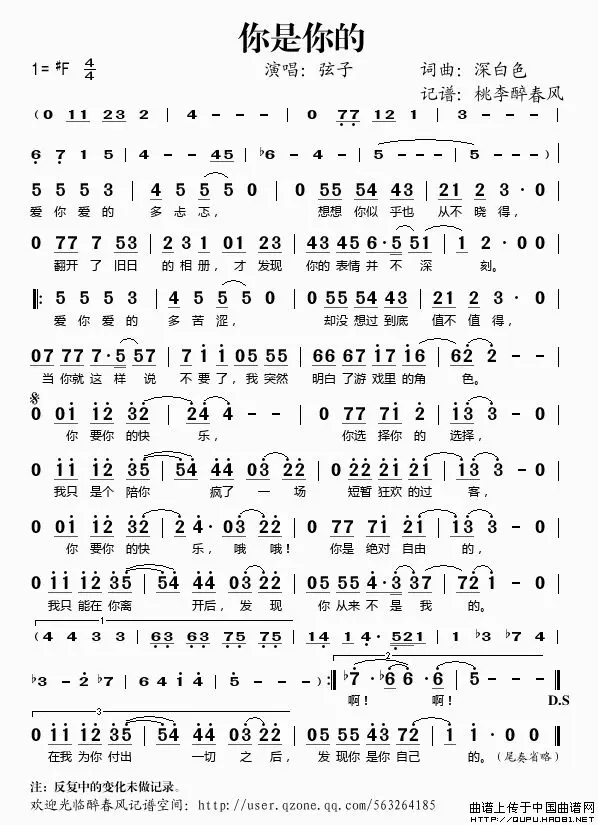 你是你的
1= #F 4/4 演唱：弦子 词曲：深白色
记谱：桃李醉春风
( 0 11 23 2 | 4 - - - | 0 77 12 1 | 3 - - - |
6 7 1 5 | 4 - - 45 | b6 - 4 - | 5 - - - | 5 - - - ) |
5 5 5 3 | 4 5 5 5 0 | 0 55 54 43 | 21 2 3 · 0 |
爱 你 爱 的 多 忐 忑， 想想 你似 乎也 从不 晓 得，
0 77 7 53 | 2 3 1 01 23 | 43 45 6 · 5 51 | 1 2 · 0 0 |
翻开 了 旧日 的 相 册，才 发现 你的 表情 并 不 深 刻。
5 5 5 3 | 4 5 5 5 0 | 0 55 54 43 | 21 2 3 · 0 |
爱 你 爱 的 多 苦 涩， 却没 想过 到底 值不 值 得，
07 77 7 · 5 57 | 7 1 1 05 55 | 66 67 17 16 | 62 2 - - |
当 你就 这 样 说 不 要 了，我 突然 明白 了游 戏里 的角 色。
0 01 12 32 | 24 4 - - | 0 77 71 2 | 13 3 - - |
你 要你 的快 乐， 你选 择你 的 选择，
0 11 12 35 | 54 44 03 22 | 0 22 21 21 | 13 3 - 0 |
我只 是个 陪你 疯了 一 场 短暂 狂欢 的过 客，
0 01 12 32 | 2 4 · 03 22 | 0 77 71 21 | 13 3 - 0 |
你 要你 的快 乐，哦 哦！ 你是 绝对 自由 的，
0 11 12 35 | 54 44 03 22 | 05 55 4 · 3 37 | 72 1 - 0 |
我只 能在 你离 开后，发 现 你 从来 不 是 我 的。
1
( 4 4 3 3 | 63 63 75 75 | 63 63 75 75 | 14 4 · 521 | 1 b3 7 b4 |
2
b3 - 2 - | 6 4 1 4 | 5 - - - ) :| b7 · b6 6 · 6 | 5 - - - |
啊！ 啊！ D.S
3
0 11 12 35 | 54 44 03 22 | 05 55 43 42 | 1 1 · 0 0 |
在我 为你 付出 一切 之 后， 发 现你 是你 自己 的。（尾奏省略）
注：反复中的变化未做记录。
欢迎光临醉春风记谱空间：http://user.qzone.qq.com/563264185
曲谱上传于中国曲谱网
http://QUPU.HAO81.NET